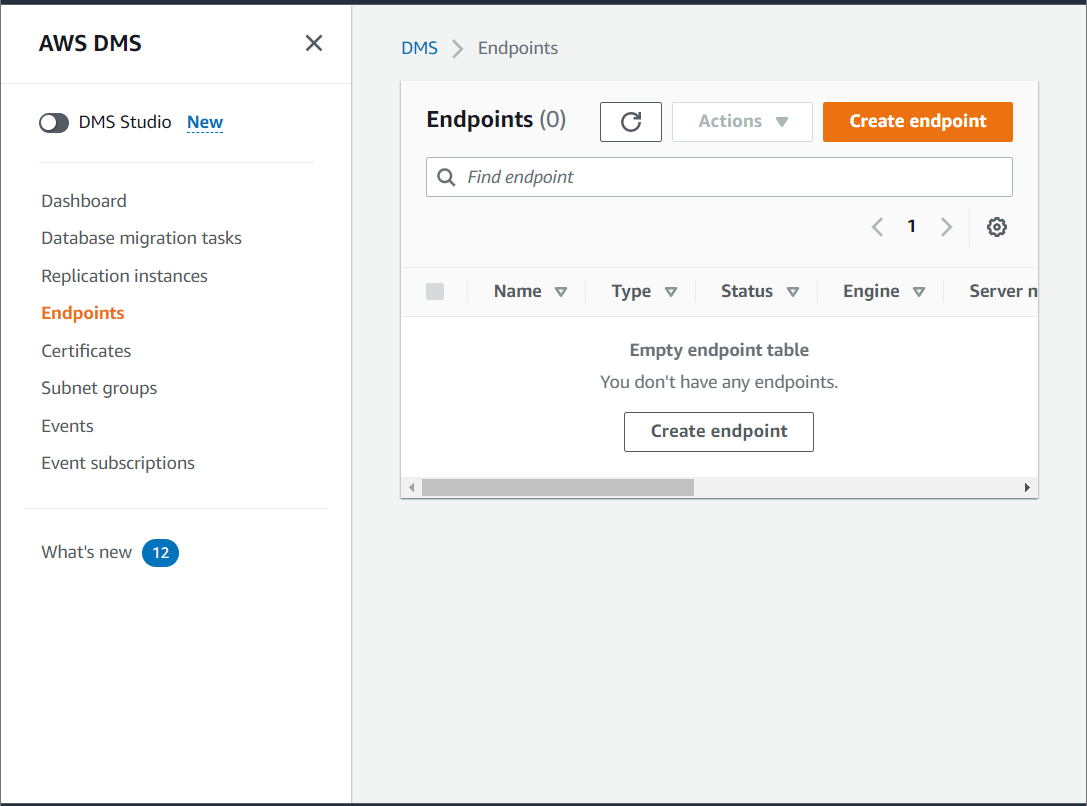 AWS DMS
DMS Studio New
Dashboard
Database migration tasks
Replication instances
Endpoints
Certificates
Subnet groups
Events
Event subscriptions
What's new 12
DMS Endpoints
Endpoints (0) Actions Create endpoint
Find endpoint
1
Name Type Status Engine Server n
Empty endpoint table
You don't have any endpoints.
Create endpoint